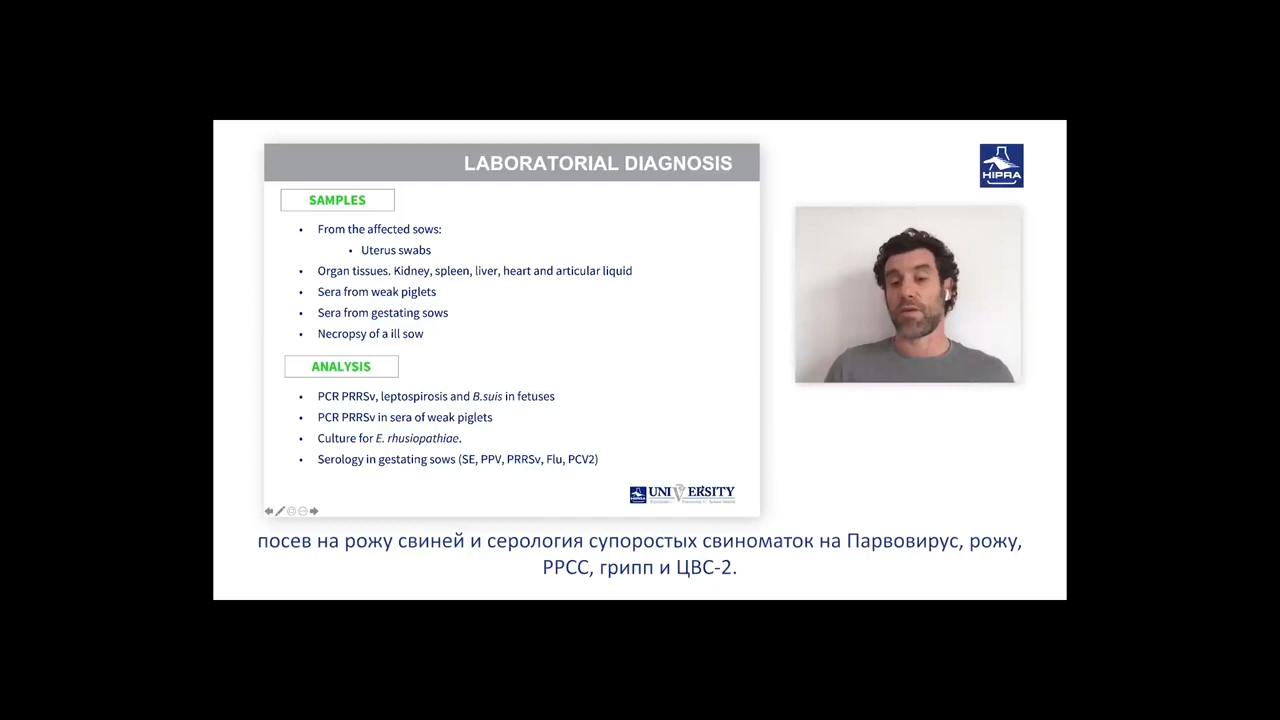 LABORATORIAL DIAGNOSIS
HIPRA
SAMPLES
• From the affected sows:
• Uterus swabs
• Organ tissues. Kidney, spleen, liver, heart and articular liquid
• Sera from weak piglets
• Sera from gestating sows
• Necropsy of a ill sow
ANALYSIS
• PCR PRRSv, leptospirosis and B.suis in fetuses
• PCR PRRSv in sera of weak piglets
• Culture for E. rhusiopathiae.
• Serology in gestating sows (SE, PPV, PRRSv, Flu, PCV2)
HIPRA UNIVERSITY
посев на рожу свиней и серология супоростых свиноматок на Парвовирус, рожу,
РРСС, грипп и ЦВС-2.